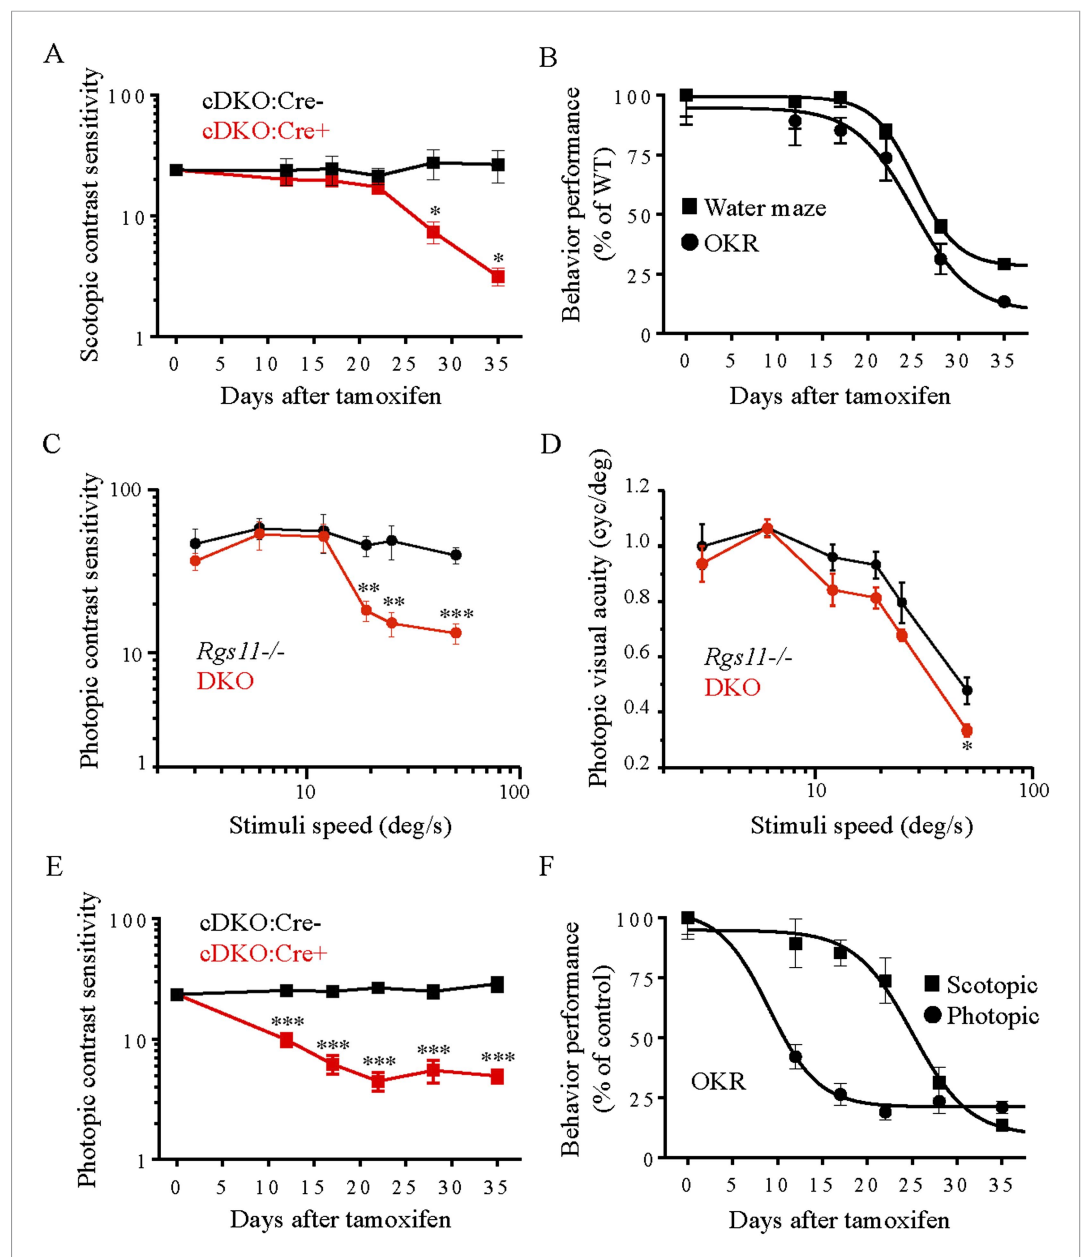 A
Scotopic contrast sensitivity
100
10
1
cDKO:Cre-
cDKO:Cre+
*
*
0 5 10 15 20 25 30 35
Days after tamoxifen
B
Behavior performance
(% of WT)
100
75
50
25
0
Water maze
OKR
0 5 10 15 20 25 30 35
Days after tamoxifen
C
Photopic contrast sensitivity
100
10
1
** ** ***
Rgs11-/-
DKO
10 100
Stimuli speed (deg/s)
D
Photopic visual acuity (cyc/deg)
1.2
1.0
0.8
0.6
0.4
0.2
Rgs11-/-
DKO
*
10 100
Stimuli speed (deg/s)
E
Photopic contrast sensitivity
100
10
1
cDKO:Cre-
cDKO:Cre+
*** *** *** *** ***
0 5 10 15 20 25 30 35
Days after tamoxifen
F
Behavior performance
(% of control)
100
75
50
25
0
Scotopic
Photopic
OKR
0 5 10 15 20 25 30 35
Days after tamoxifen